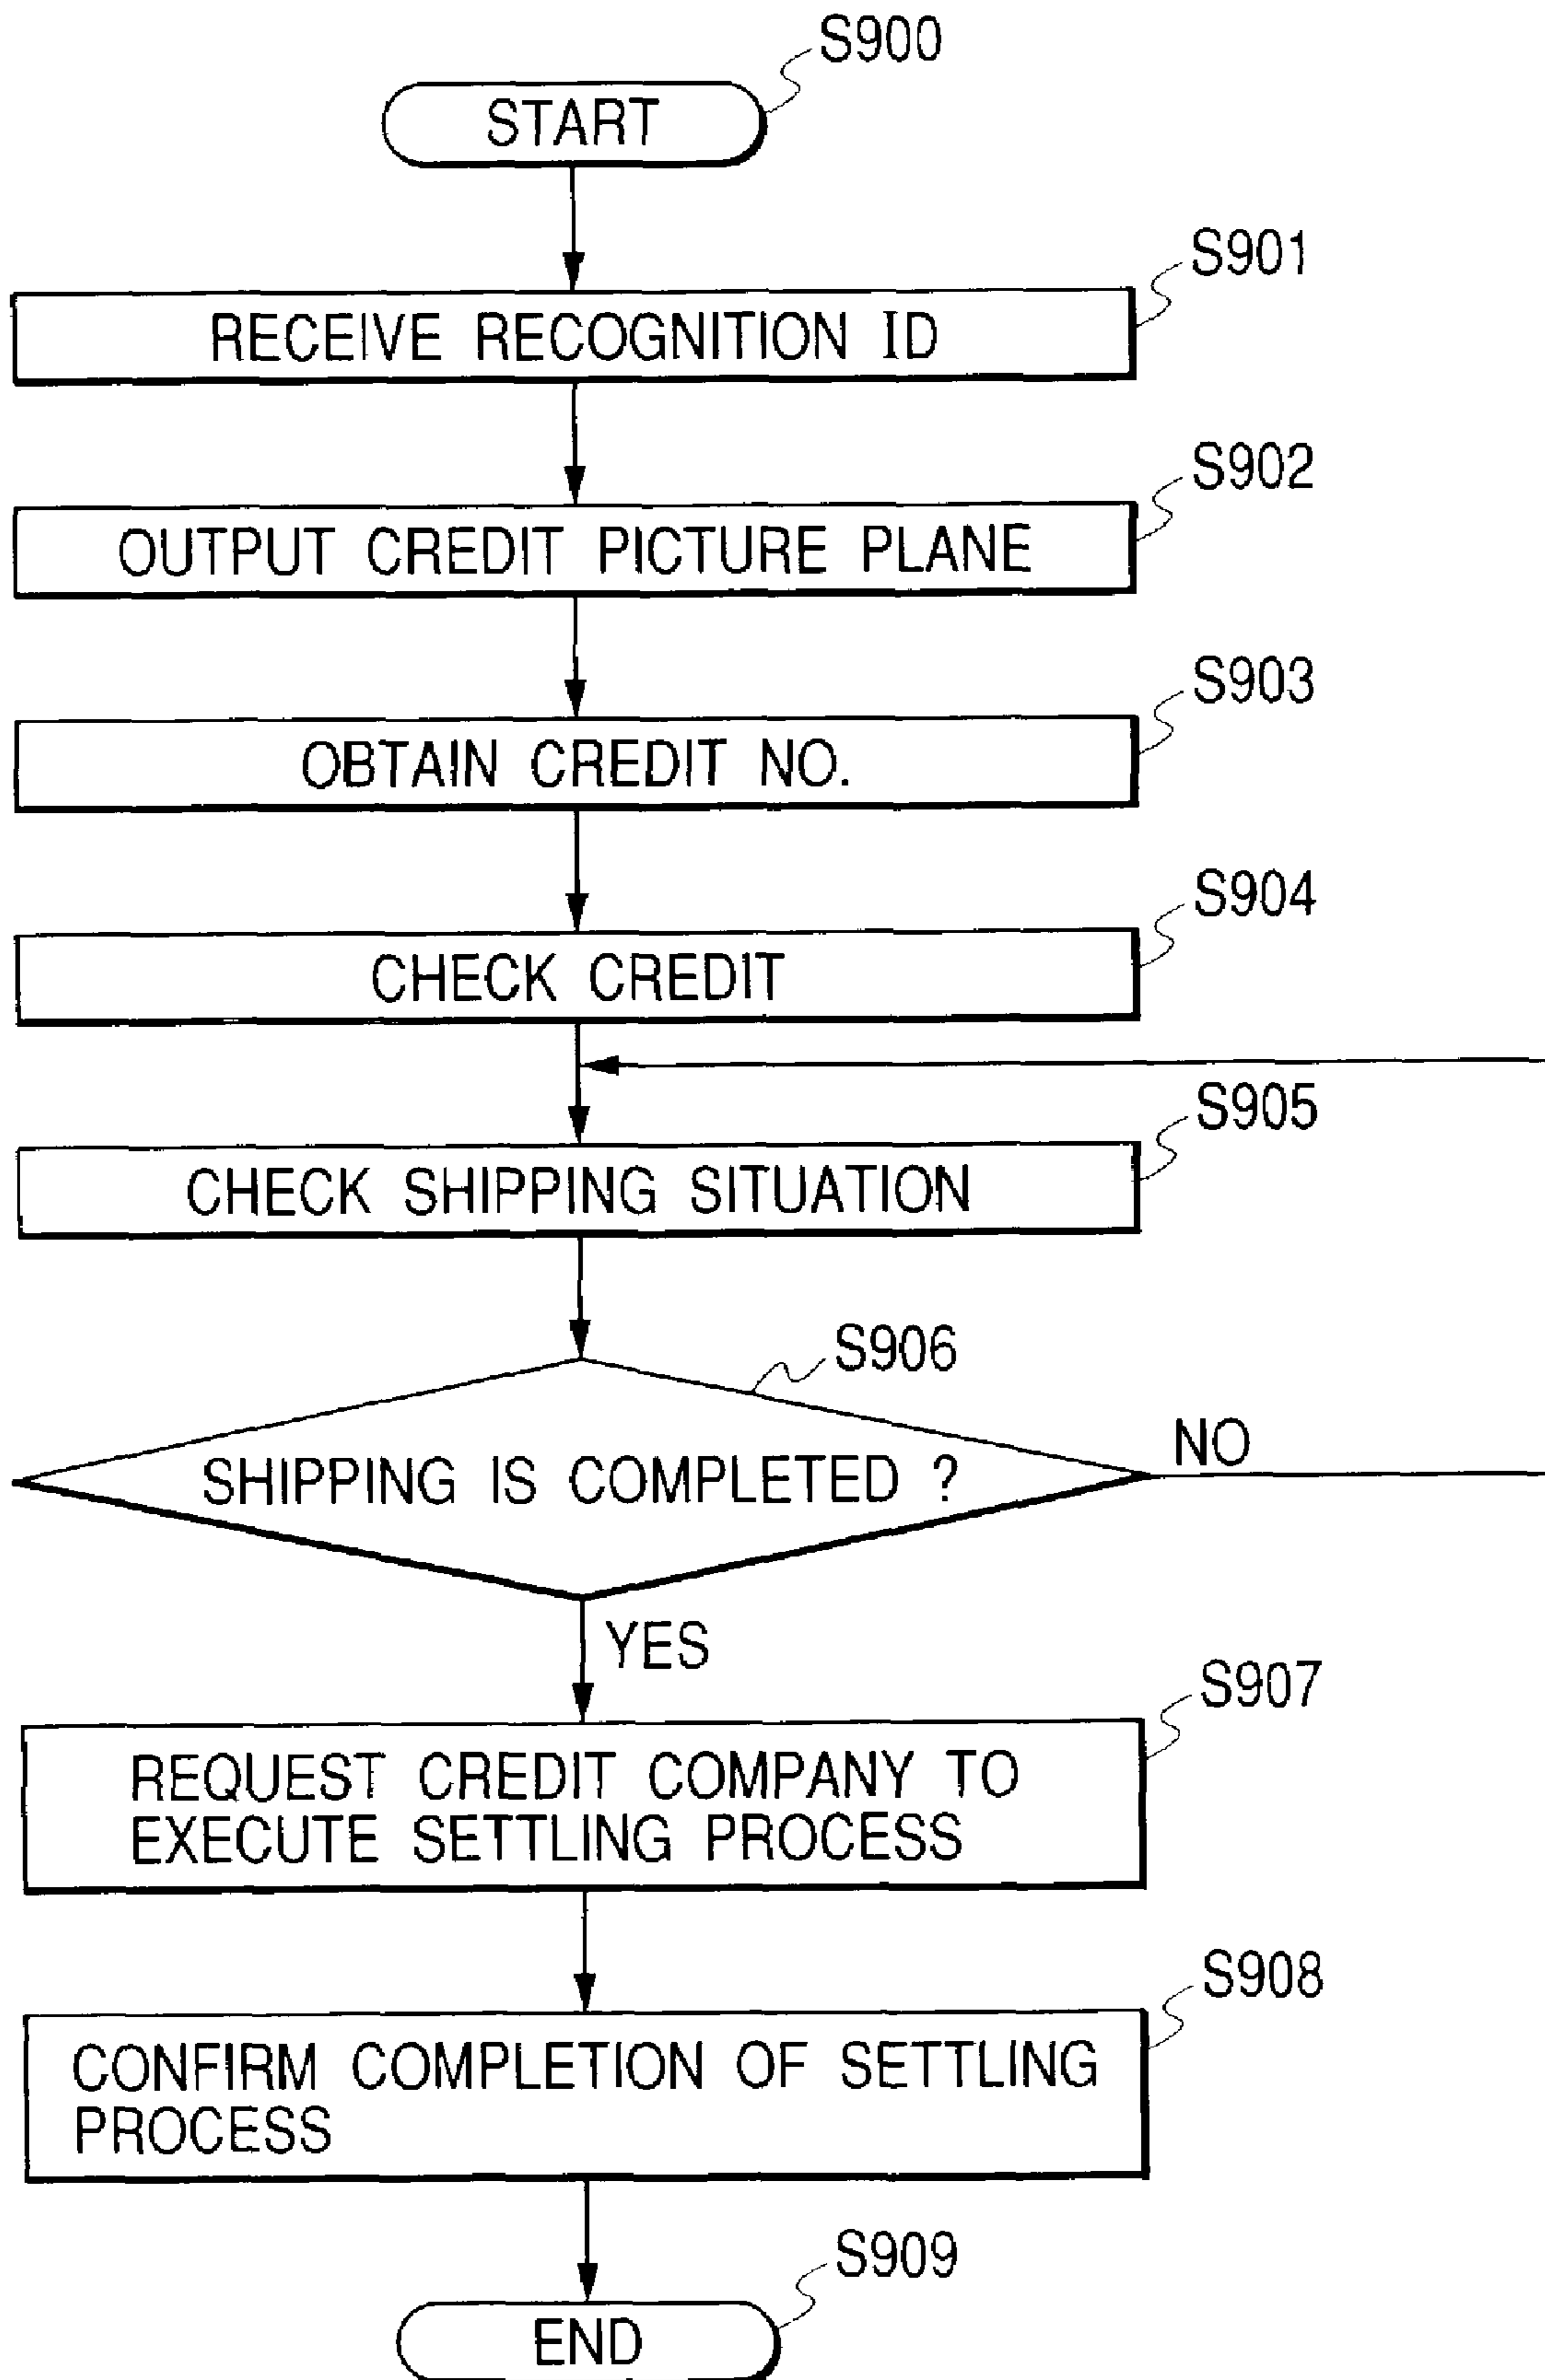 S900
START
S901
RECEIVE RECOGNITION ID
S902
OUTPUT CREDIT PICTURE PLANE
S903
OBTAIN CREDIT NO.
S904
CHECK CREDIT
S905
CHECK SHIPPING SITUATION
S906
SHIPPING IS COMPLETED ?
NO
YES
S907
REQUEST CREDIT COMPANY TO
EXECUTE SETTLING PROCESS
S908
CONFIRM COMPLETION OF SETTLING
PROCESS
S909
END